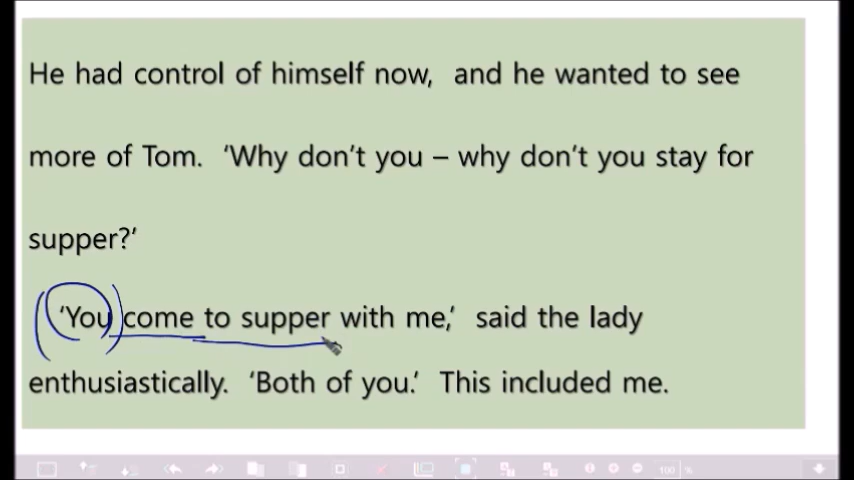 He had control of himself now, and he wanted to see
more of Tom. ‘Why don’t you – why don’t you stay for
supper?’
‘You come to supper with me,’ said the lady
enthusiastically. ‘Both of you.’ This included me.
100 %